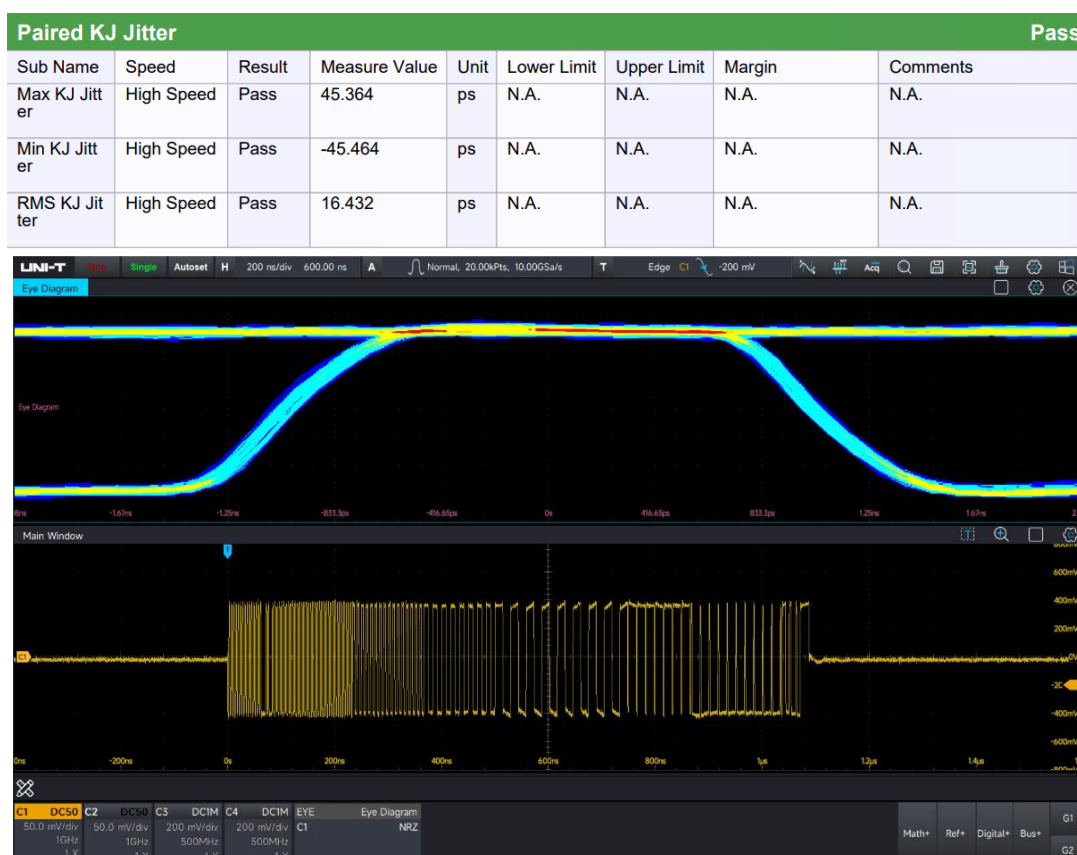 Paired KJ Jitter Pass
Sub Name Speed Result Measure Value Unit Lower Limit Upper Limit Margin Comments
Max KJ Jitt
er High Speed Pass 45.364 ps N.A. N.A. N.A. N.A.
Min KJ Jitt
er High Speed Pass -45.464 ps N.A. N.A. N.A. N.A.
RMS KJ Jit
ter High Speed Pass 16.432 ps N.A. N.A. N.A. N.A.
UNI-T Single Autoset H 200 ns/div 600.00 ns A Normal, 20.00kPts, 10.00GSa/s T Edge C1 -200 mV Acq
Eye Diagram
Eye Diagram
-1.67ns -1.25ns -833.3ps -416.65ps 0s 416.65ps 833.3ps 1.25ns 1.67ns
Main Window
T
600mV
400mV
200mV
C1 0V
-400mV
-600mV
-200ns 0s 200ns 400ns 600ns 800ns 1µs 1.2µs 1.4µs
C1 DC50 C2 DC50 C3 DC1M C4 DC1M EYE Eye Diagram
50.0 mV/div 50.0 mV/div 200 mV/div 200 mV/div C1 NRZ
1GHz 1GHz 500MHz 500MHz
Math+ Ref+ Digital+ Bus+
G1
G2